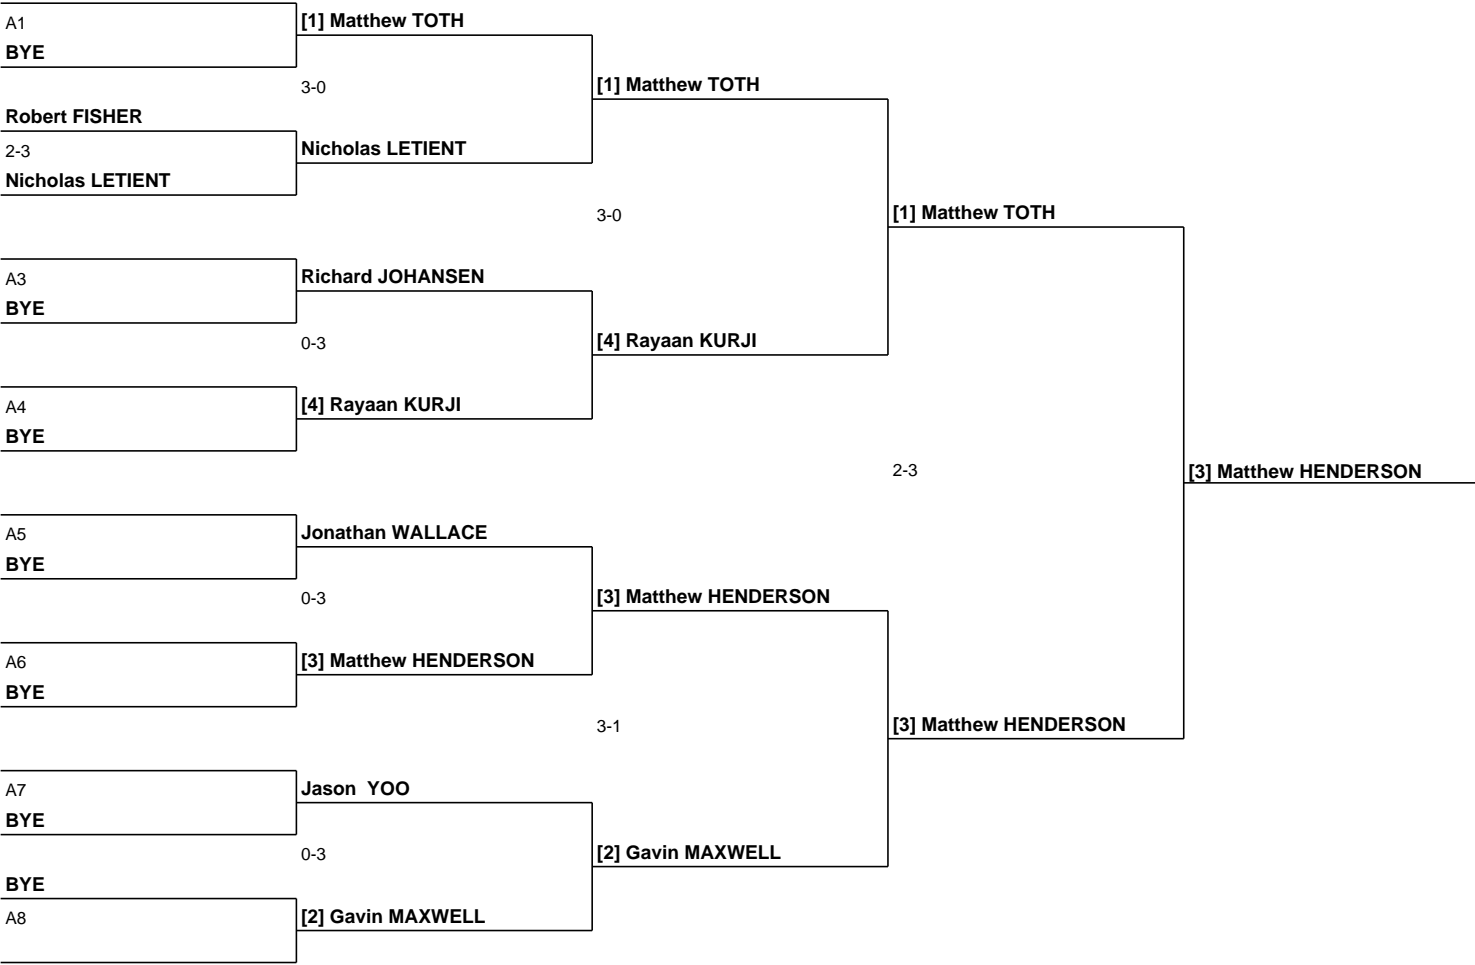 A1
BYE
[1] Matthew TOTH
3-0
[1] Matthew TOTH
Robert FISHER
2-3
Nicholas LETIENT
Nicholas LETIENT
3-0
[1] Matthew TOTH
A3
BYE
Richard JOHANSEN
0-3
[4] Rayaan KURJI
A4
BYE
[4] Rayaan KURJI
2-3
[3] Matthew HENDERSON
A5
BYE
Jonathan WALLACE
0-3
[3] Matthew HENDERSON
A6
BYE
[3] Matthew HENDERSON
3-1
[3] Matthew HENDERSON
A7
BYE
Jason  YOO
0-3
[2] Gavin MAXWELL
BYE
A8
[2] Gavin MAXWELL